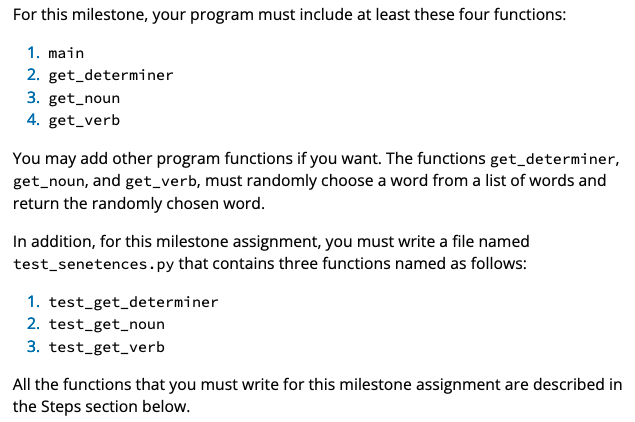 For this milestone, your program must include at least these four functions:
1. main
2. get_determiner
3. get_noun
4. get_verb
You may add other program functions if you want. The functions get_determiner,
get_noun, and get_verb, must randomly choose a word from a list of words and
return the randomly chosen word.
In addition, for this milestone assignment, you must write a file named
test_senetences.py that contains three functions named as follows:
1. test_get_determiner
2. test_get_noun
3. test_get_verb
All the functions that you must write for this milestone assignment are described in
the Steps section below.